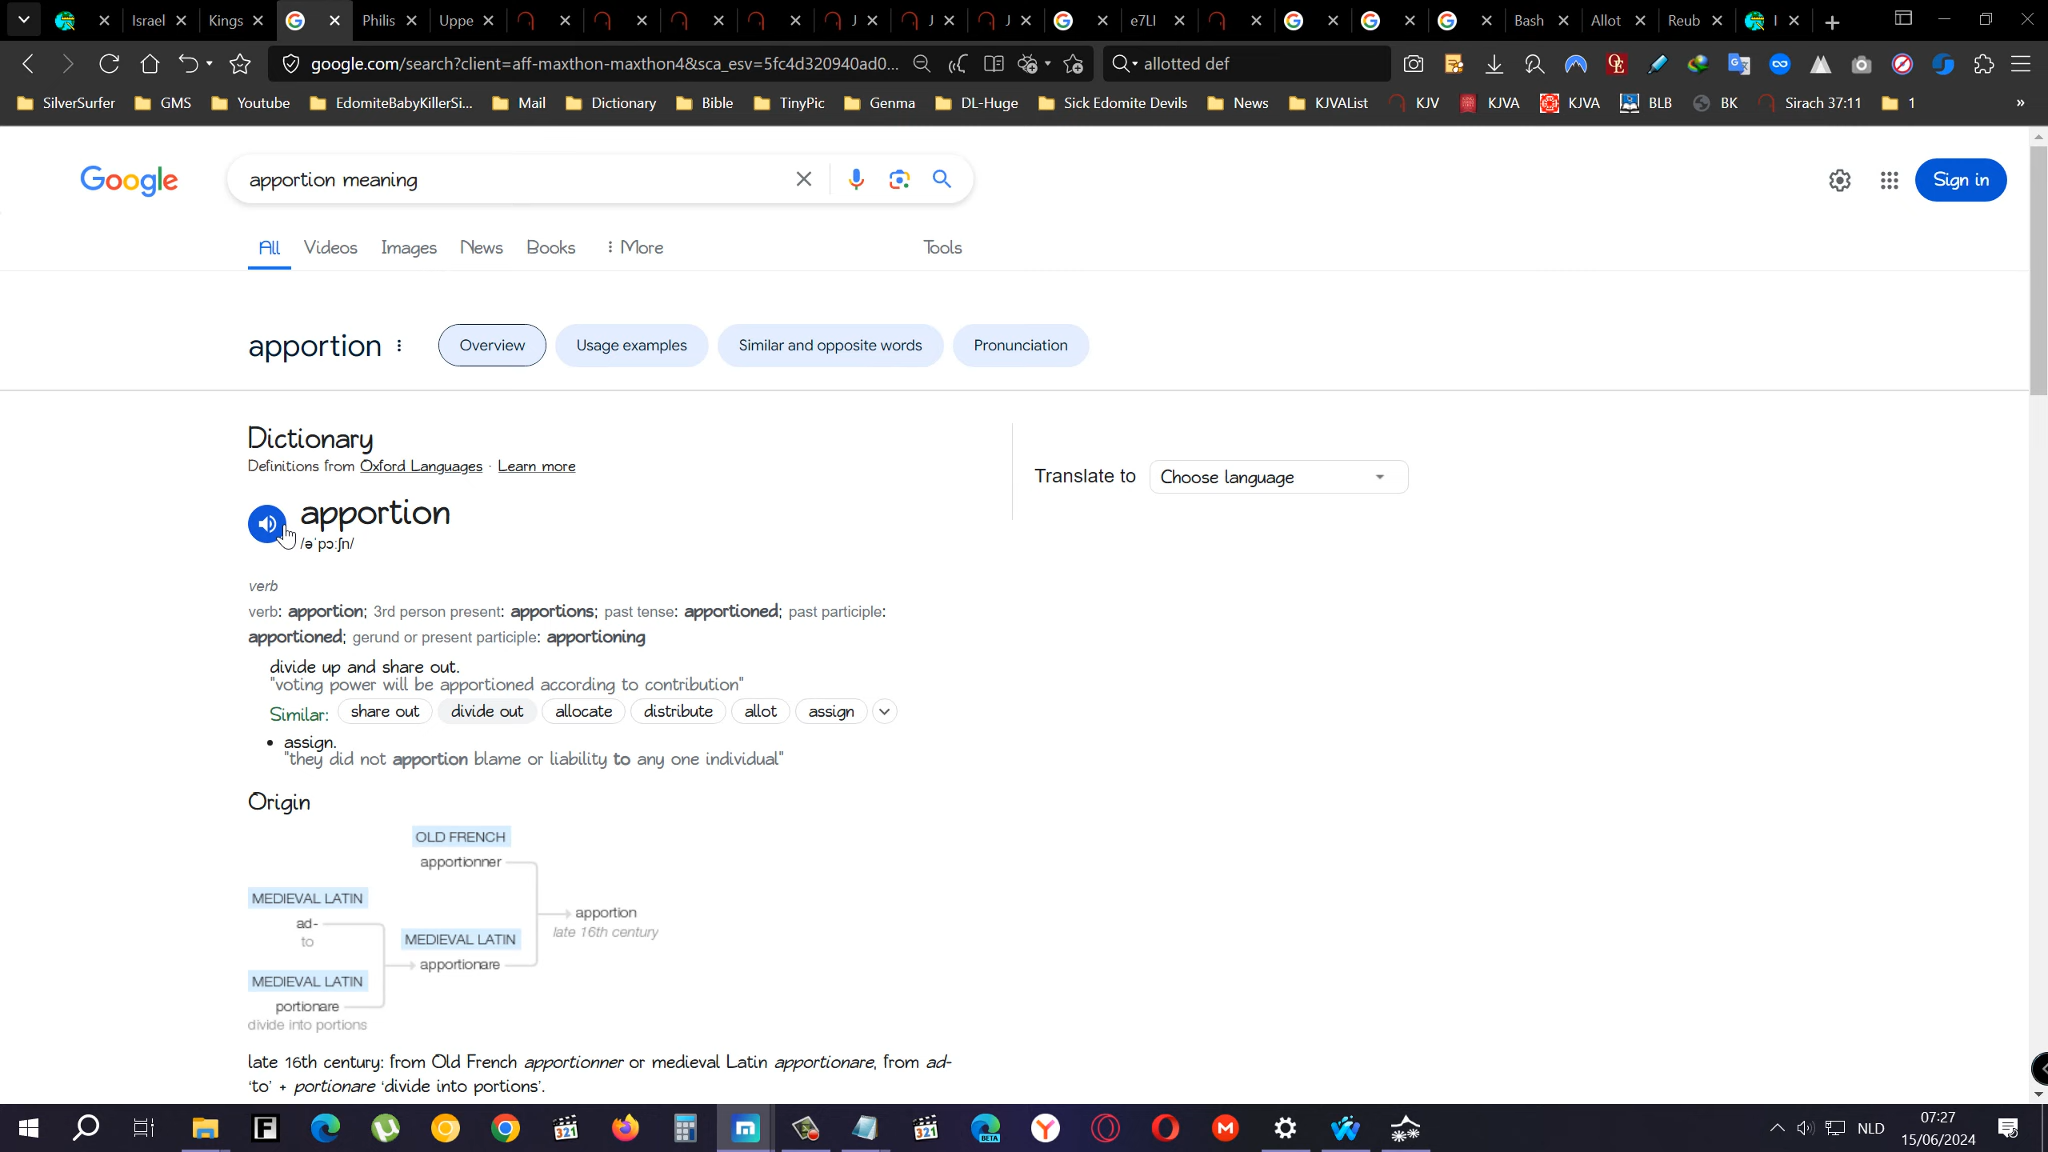 Israel
Kings
Philis
Uppe
J
J
J
e7LI
Bash
Allot
Reub
I
google.com/search?client=aff-maxthon-maxthon4&sca_esv=5fc4d320940ad0...
allotted def
SilverSurfer
GMS
Youtube
EdomiteBabyKillerSi...
Mail
Dictionary
Bible
TinyPic
Genma
DL-Huge
Sick Edomite Devils
News
KJVAList
KJV
KJVA
KJVA
BLB
BK
Sirach 37:11
1
»
Google
apportion meaning
Sign in
All
Videos
Images
News
Books
More
Tools
apportion
Overview
Usage examples
Similar and opposite words
Pronunciation
Dictionary
Definitions from Oxford Languages · Learn more
Translate to
Choose language
apportion
/əˈpɔːʃn/
verb
verb: apportion; 3rd person present: apportions; past tense: apportioned; past participle:
apportioned; gerund or present participle: apportioning
divide up and share out.
"voting power will be apportioned according to contribution"
Similar:
share out
divide out
allocate
distribute
allot
assign
• assign.
"they did not apportion blame or liability to any one individual"
Origin
OLD FRENCH
apportionner
MEDIEVAL LATIN
ad-
to
MEDIEVAL LATIN
apportionare
apportion
late 16th century
MEDIEVAL LATIN
portionare
divide into portions
late 16th century: from Old French apportionner or medieval Latin apportionare, from ad-
‘to’ + portionare ‘divide into portions’.
321
321
BETA
NLD
07:27
15/06/2024